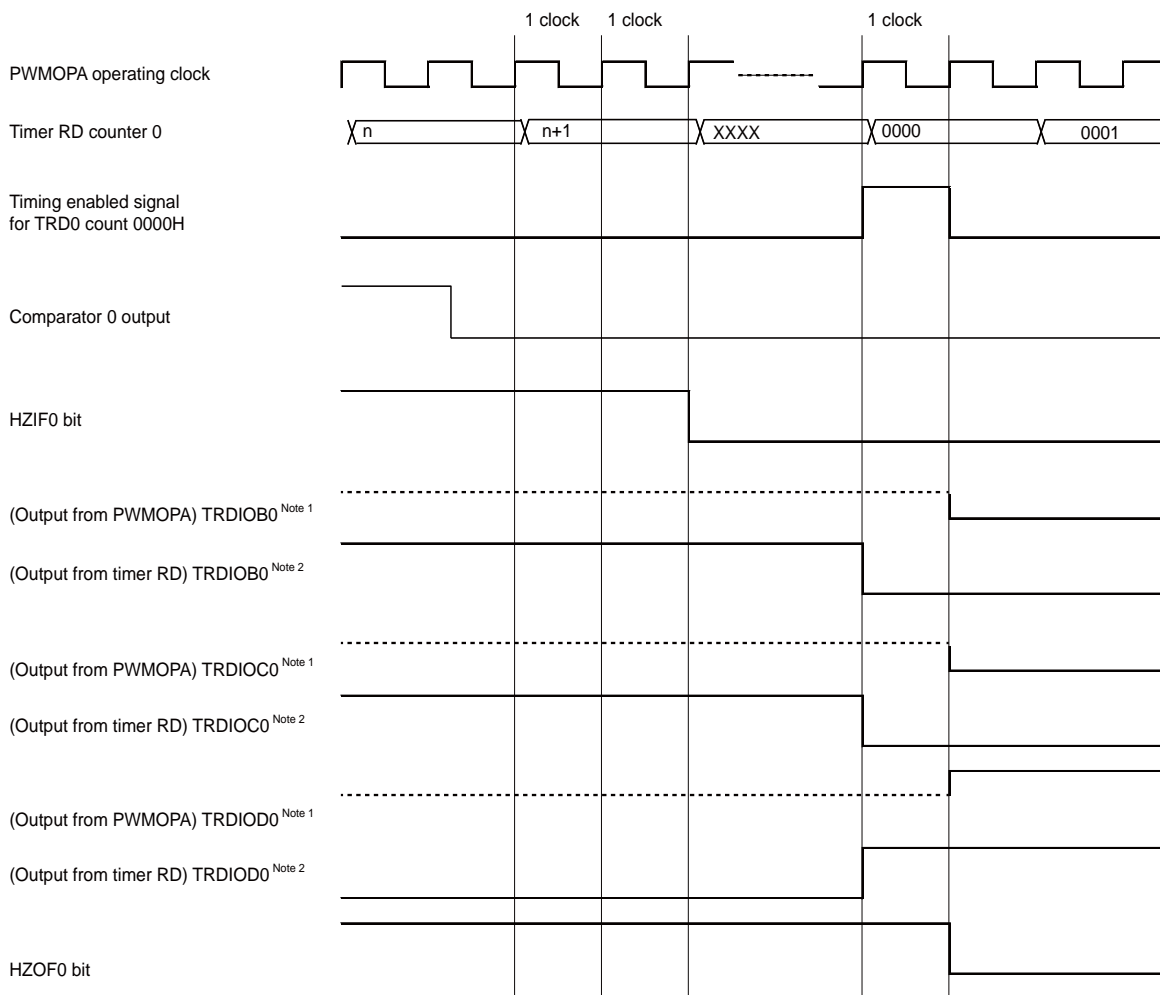 1 clock 1 clock 1 clock
PWMOPA operating clock
Timer RD counter 0 n n+1 XXXX 0000 0001
Timing enabled signal
for TRD0 count 0000H
Comparator 0 output
HZIF0 bit
(Output from PWMOPA) TRDIOB0 Note 1
(Output from timer RD) TRDIOB0 Note 2
(Output from PWMOPA) TRDIOC0 Note 1
(Output from timer RD) TRDIOC0 Note 2
(Output from PWMOPA) TRDIOD0 Note 1
(Output from timer RD) TRDIOD0 Note 2
HZOF0 bit